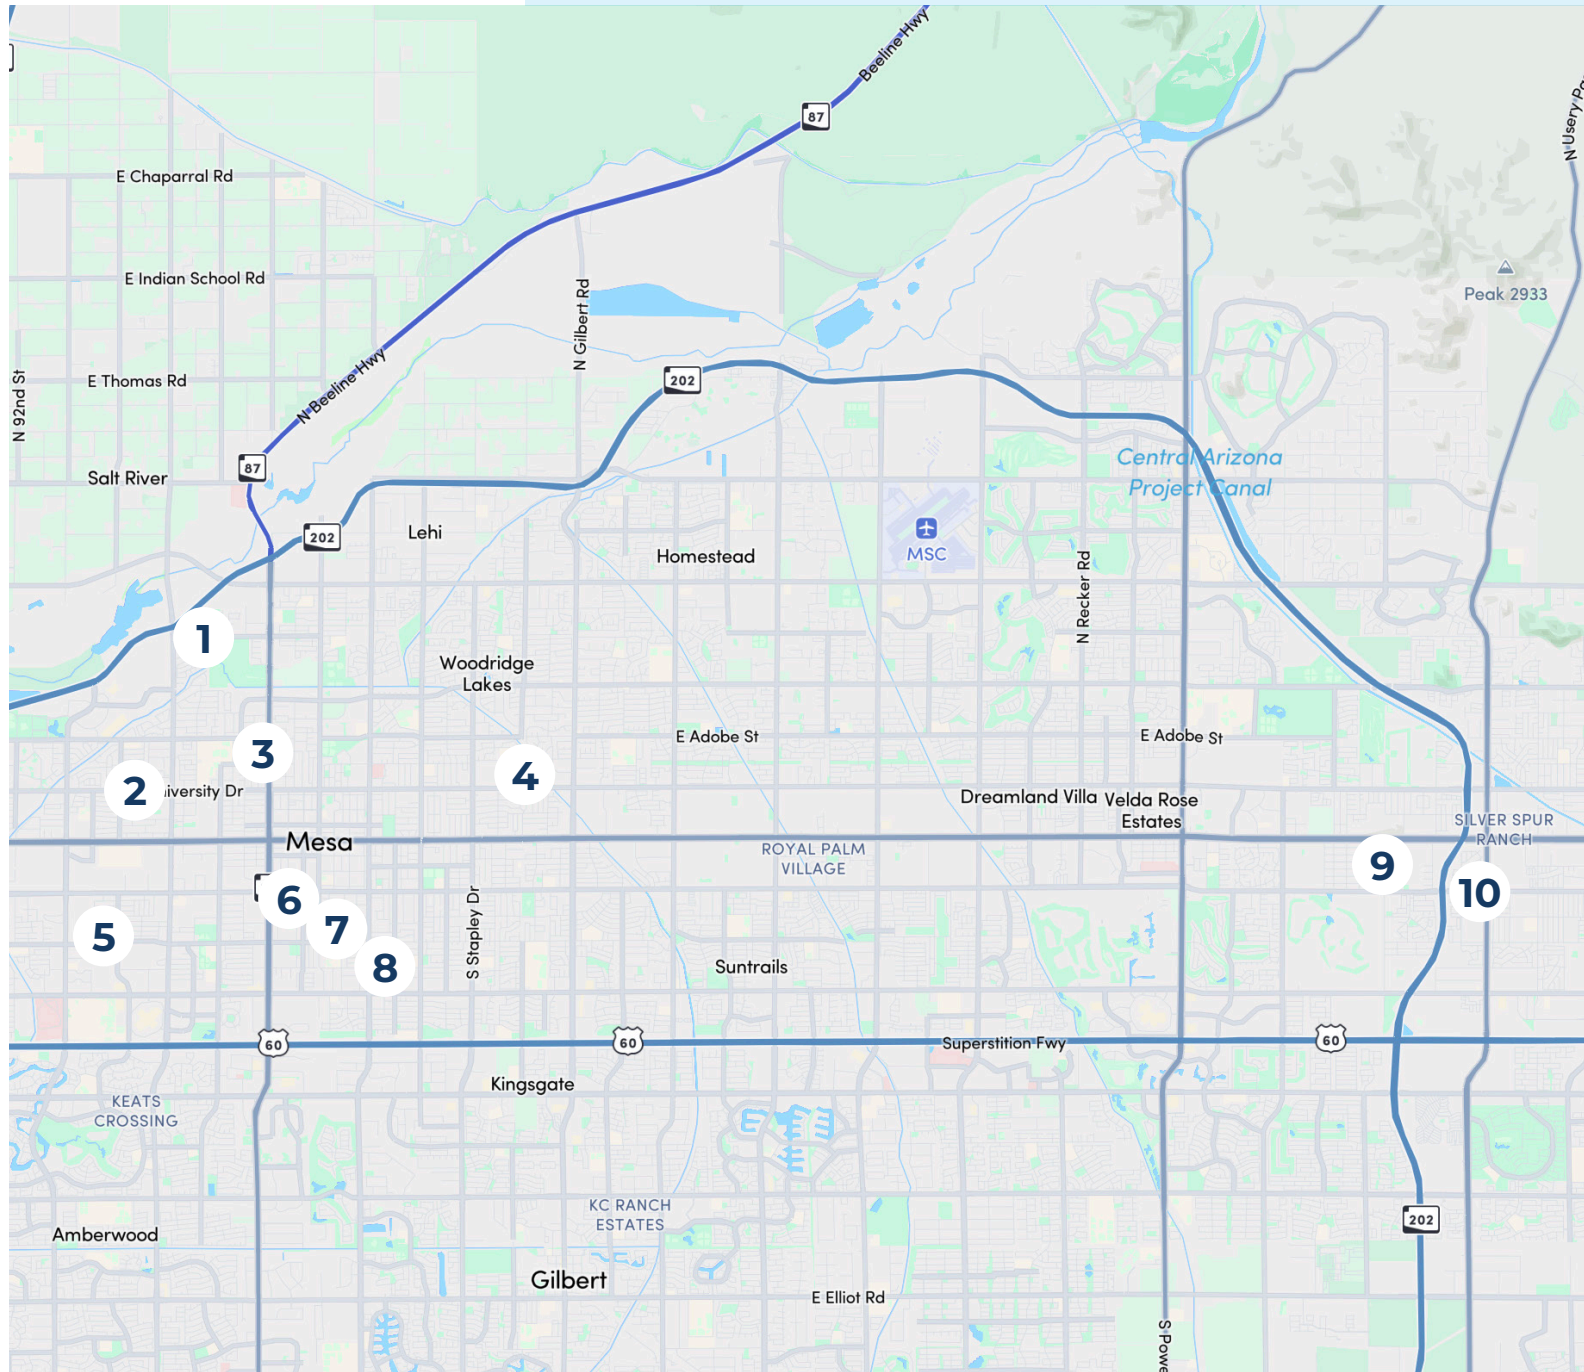 Beeline Hwy
87
N Usery Pa
E Chaparral Rd
E Indian School Rd
N Gilbert Rd
Peak 2933
N 92nd St
E Thomas Rd
N Beeline Hwy
202
Central Arizona
Project Canal
87
Salt River
202
Lehi
Homestead
MSC
N Recker Rd
1
Woodridge
Lakes
E Adobe St
E Adobe St
3
4
2
iversity Dr
Dreamland Villa
Velda Rose
Estates
SILVER SPUR
RANCH
Mesa
ROYAL PALM
VILLAGE
9
10
6
7
5
8
S Stapley Dr
Suntrails
60
60
Superstition Fwy
60
Kingsgate
KEATS
CROSSING
KC RANCH
ESTATES
202
Amberwood
Gilbert
E Elliot Rd
S Powe